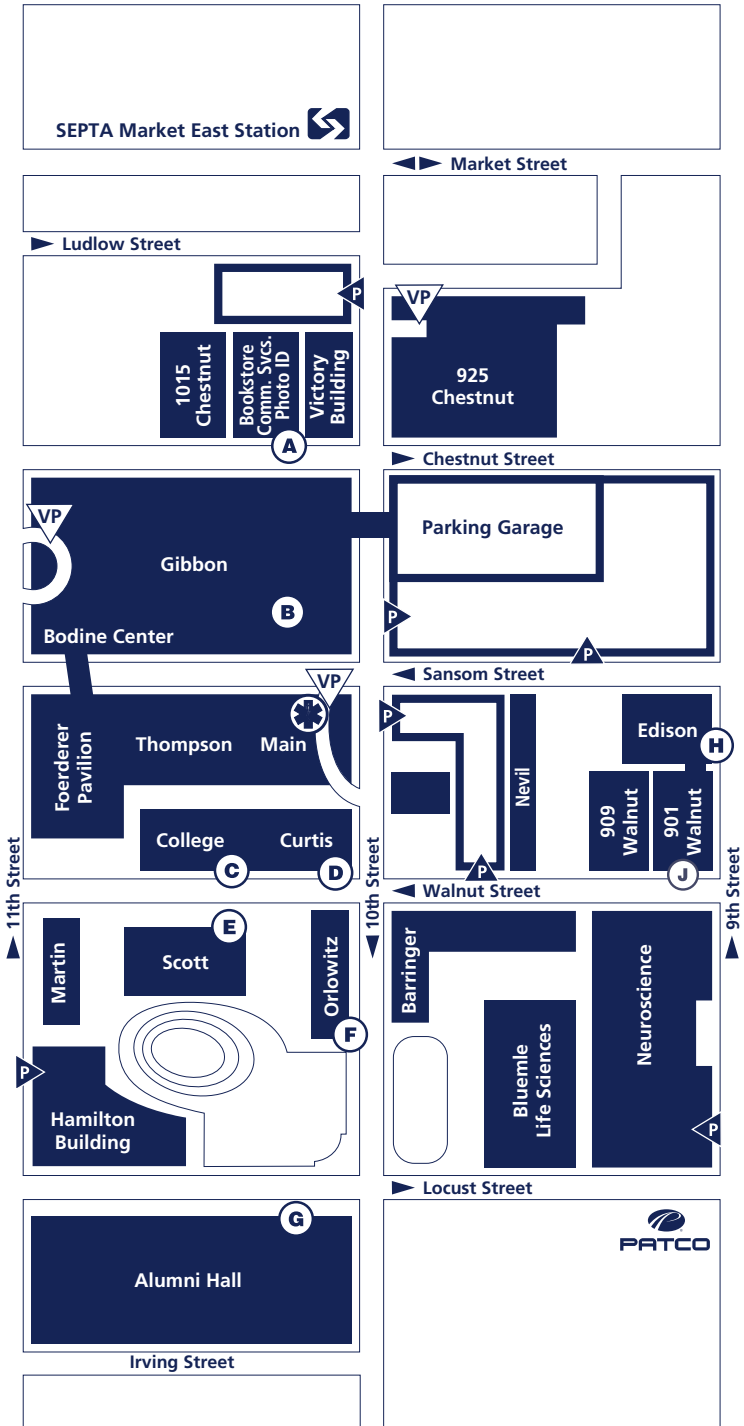 SEPTA Market East Station
Market Street
Ludlow Street
P
VP
1015
Chestnut
Bookstore
Comm. Svcs.
Photo ID
Victory
Building
925
Chestnut
A
Chestnut Street
VP
Gibbon
B
Bodine Center
Parking Garage
P
P
Sansom Street
VP
Foerderer
Pavilion
Thompson
Main
P
Nevil
Edison
H
909
Walnut
901
Walnut
College
Curtis
C
D
P
J
11th Street
10th Street
9th Street
Walnut Street
Martin
E
Scott
Orlowitz
F
Barringer
Neuroscience
P
Hamilton
Building
Bluemle
Life Sciences
P
Locust Street
G
Alumni Hall
PATCO
Irving Street